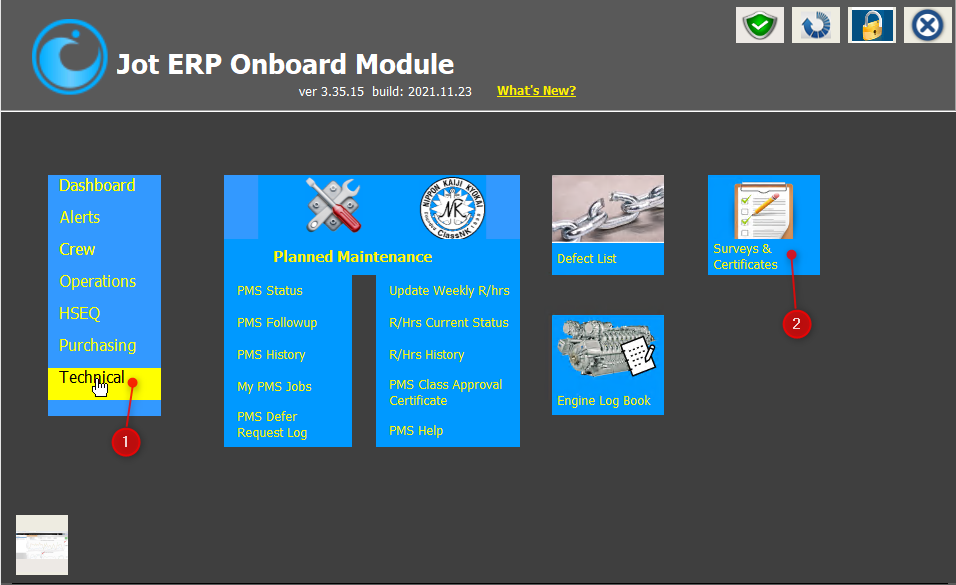 Jot ERP Onboard Module
ver 3.35.15 build: 2021.11.23
What's New?
Dashboard
Alerts
Crew
Operations
HSEQ
Purchasing
Technical
1
NIPPON KAIJI KYOKAI
NK
ClassNK
Planned Maintenance
PMS Status
PMS Followup
PMS History
My PMS Jobs
PMS Defer
Request Log
Update Weekly R/hrs
R/Hrs Current Status
R/Hrs History
PMS Class Approval
Certificate
PMS Help
Defect List
Engine Log Book
Surveys &
Certificates
2